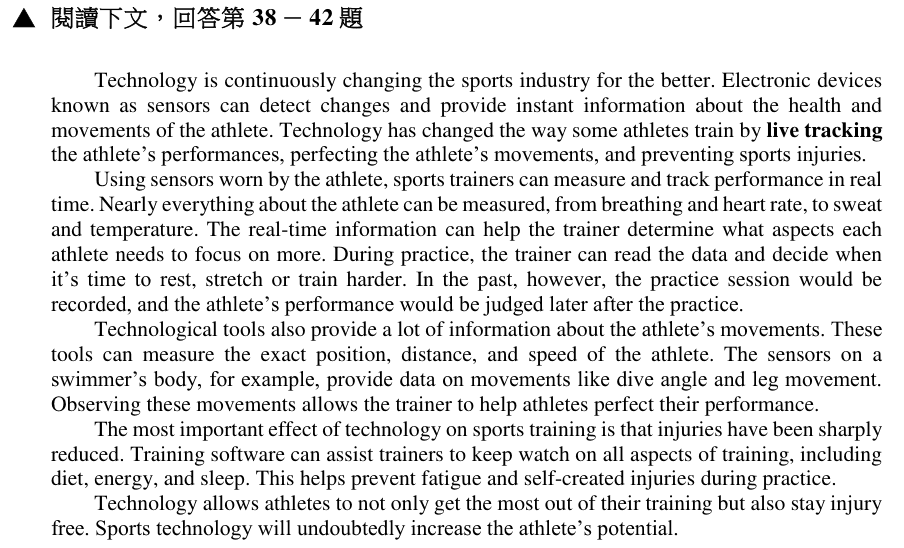 ▲ 閱讀下文，回答第 38 － 42 題
Technology is continuously changing the sports industry for the better. Electronic devices
known as sensors can detect changes and provide instant information about the health and
movements of the athlete. Technology has changed the way some athletes train by live tracking
the athlete’s performances, perfecting the athlete’s movements, and preventing sports injuries.
Using sensors worn by the athlete, sports trainers can measure and track performance in real
time. Nearly everything about the athlete can be measured, from breathing and heart rate, to sweat
and temperature. The real-time information can help the trainer determine what aspects each
athlete needs to focus on more. During practice, the trainer can read the data and decide when
it’s time to rest, stretch or train harder. In the past, however, the practice session would be
recorded, and the athlete’s performance would be judged later after the practice.
Technological tools also provide a lot of information about the athlete’s movements. These
tools can measure the exact position, distance, and speed of the athlete. The sensors on a
swimmer’s body, for example, provide data on movements like dive angle and leg movement.
Observing these movements allows the trainer to help athletes perfect their performance.
The most important effect of technology on sports training is that injuries have been sharply
reduced. Training software can assist trainers to keep watch on all aspects of training, including
diet, energy, and sleep. This helps prevent fatigue and self-created injuries during practice.
Technology allows athletes to not only get the most out of their training but also stay injury
free. Sports technology will undoubtedly increase the athlete’s potential.